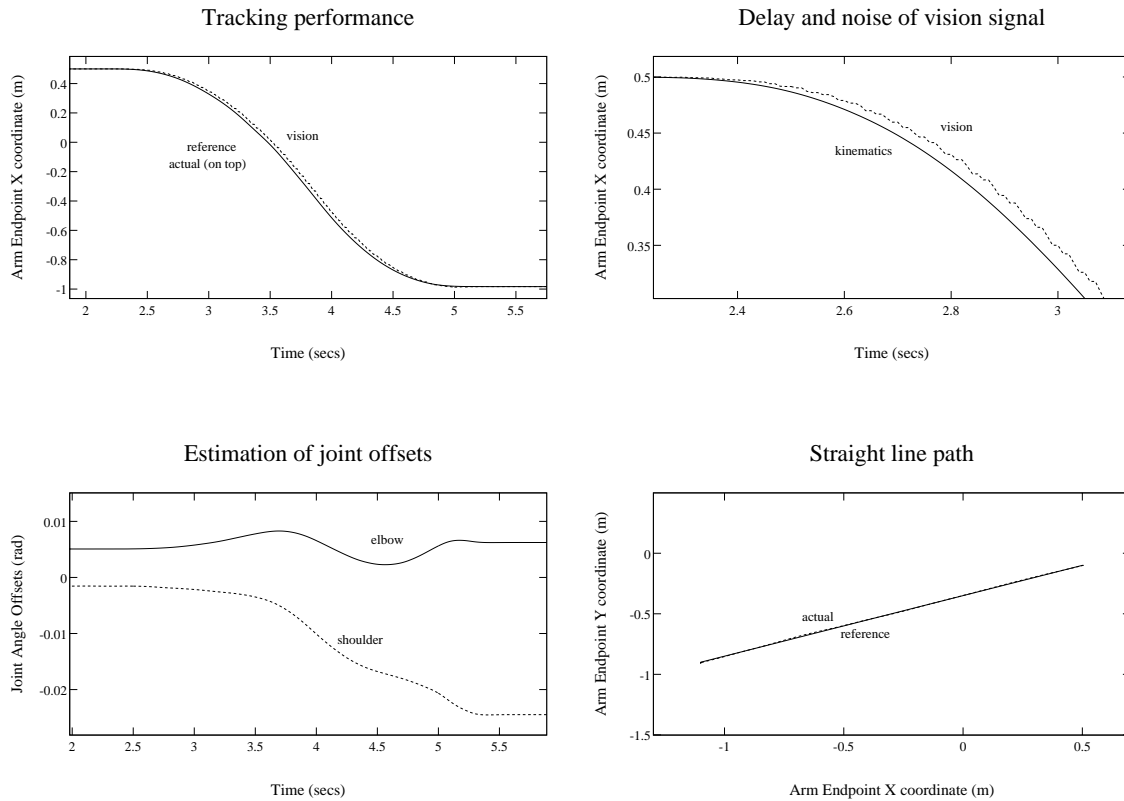 Tracking performance
Arm Endpoint X coordinate (m)
0.4
0.2
0
-0.2
-0.4
-0.6
-0.8
-1
vision
reference
actual (on top)
2
2.5
3
3.5
4
4.5
5
5.5
Time (secs)
Delay and noise of vision signal
Arm Endpoint X coordinate (m)
0.5
0.45
0.4
0.35
vision
kinematics
2.4
2.6
2.8
3
Time (secs)
Estimation of joint offsets
Joint Angle Offsets (rad)
0.01
0
-0.01
-0.02
elbow
shoulder
2
2.5
3
3.5
4
4.5
5
5.5
Time (secs)
Straight line path
Arm Endpoint Y coordinate (m)
0
-0.5
-1
-1.5
actual
reference
-1
-0.5
0
0.5
Arm Endpoint X coordinate (m)